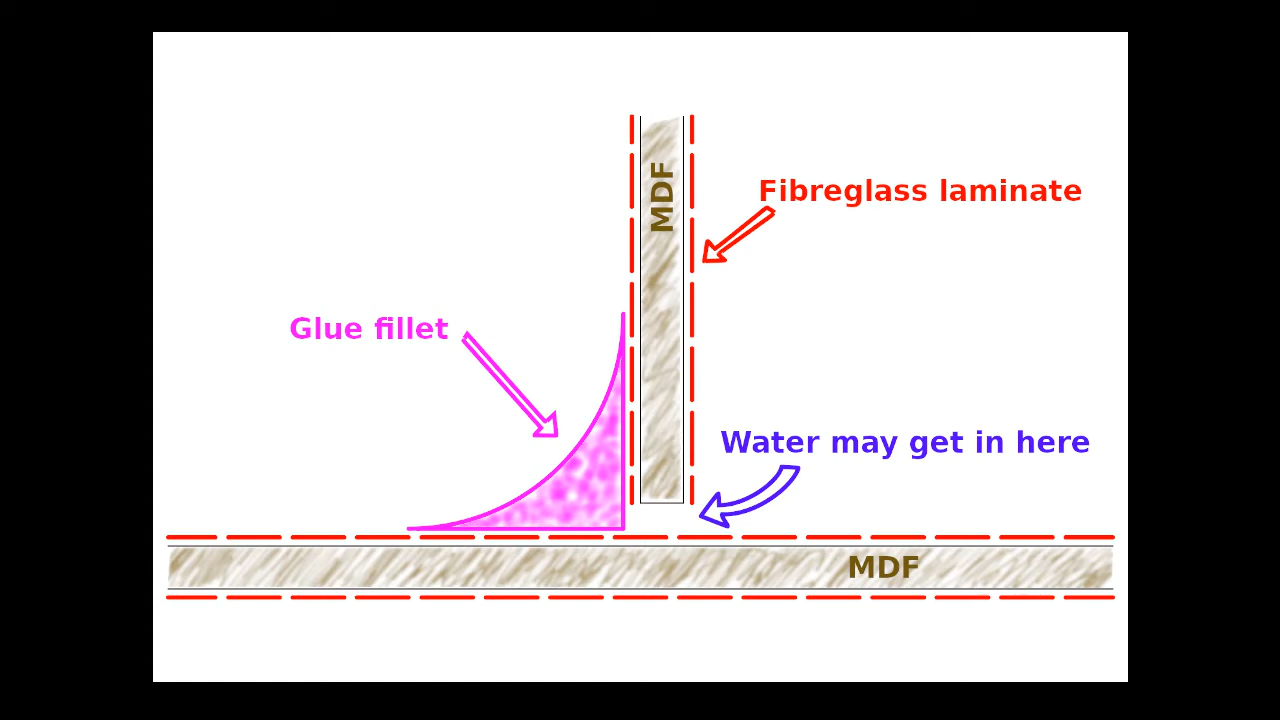 MDF
Fibreglass laminate
Glue fillet
Water may get in here
MDF